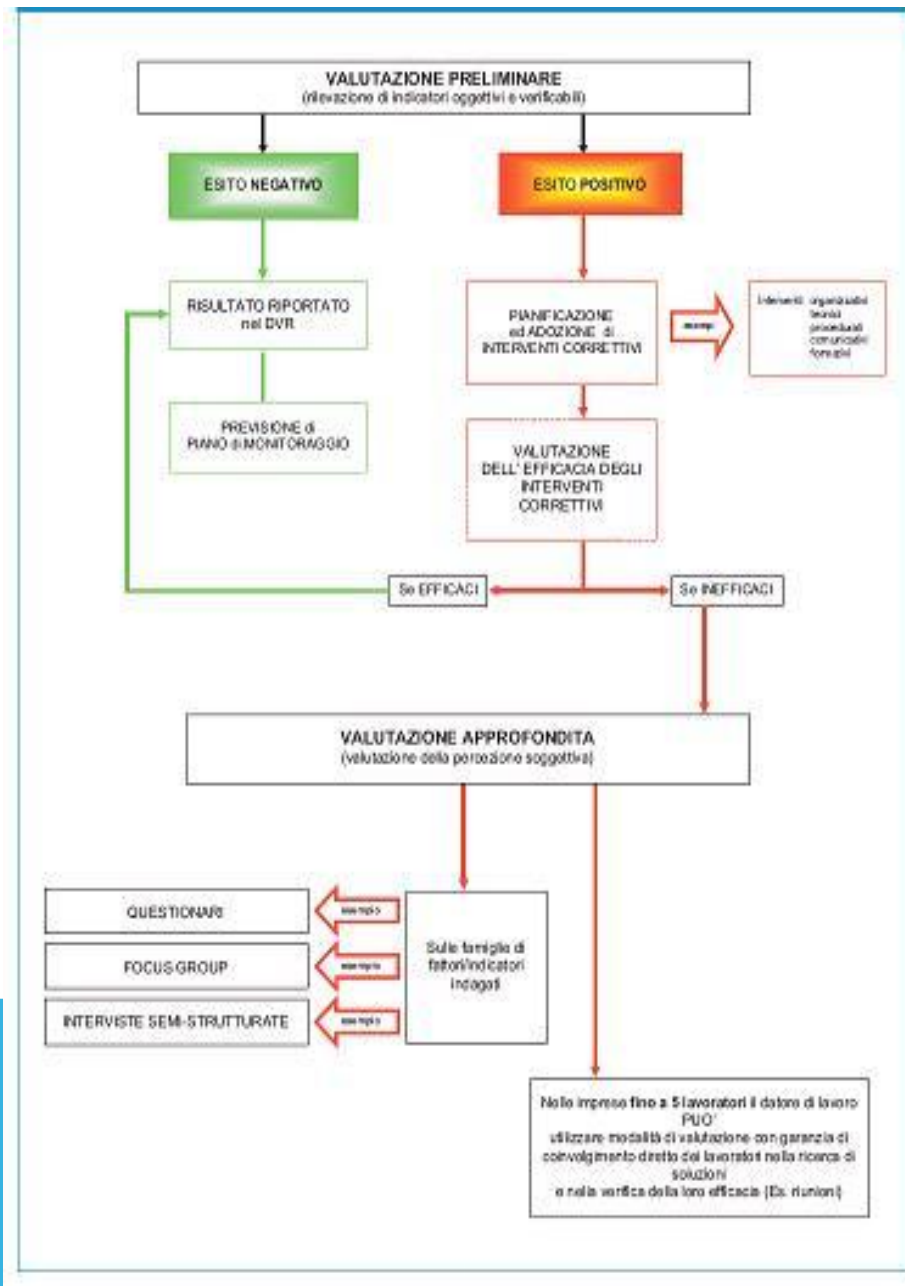 VALUTAZIONE PRELIMINARE
(rilevazione di indicatori oggettivi e verificabili)
ESITO NEGATIVO
ESITO POSITIVO
RISULTATO RIPORTATO
nel DVR
PIANIFICAZIONE
ed ADOZIONE di
INTERVENTI CORRETTIVI
Interventi organizzativi
tecnici
procedurali
comunicativi
formativi
PREVISIONE di
PIANO di MONITORAGGIO
VALUTAZIONE
DELL' EFFICACIA DEGLI
INTERVENTI
CORRETTIVI
Se EFFICACI
Se INEFFICACI
VALUTAZIONE APPROFONDITA
(valutazione della percezione soggettiva)
QUESTIONARI
esempio
FOCUS GROUP
esempio
INTERVISTE SEMI-STRUTTURATE
esempio
Sulle famiglie di
fattori/indicatori
indagati
Nelle imprese fino a 5 lavoratori il datore di lavoro
PUO'
utilizzare modalità di valutazione con garanzia di
coinvolgimento diretto dei lavoratori nella ricerca di
soluzioni
e nella verifica della loro efficacia (Es. riunioni)